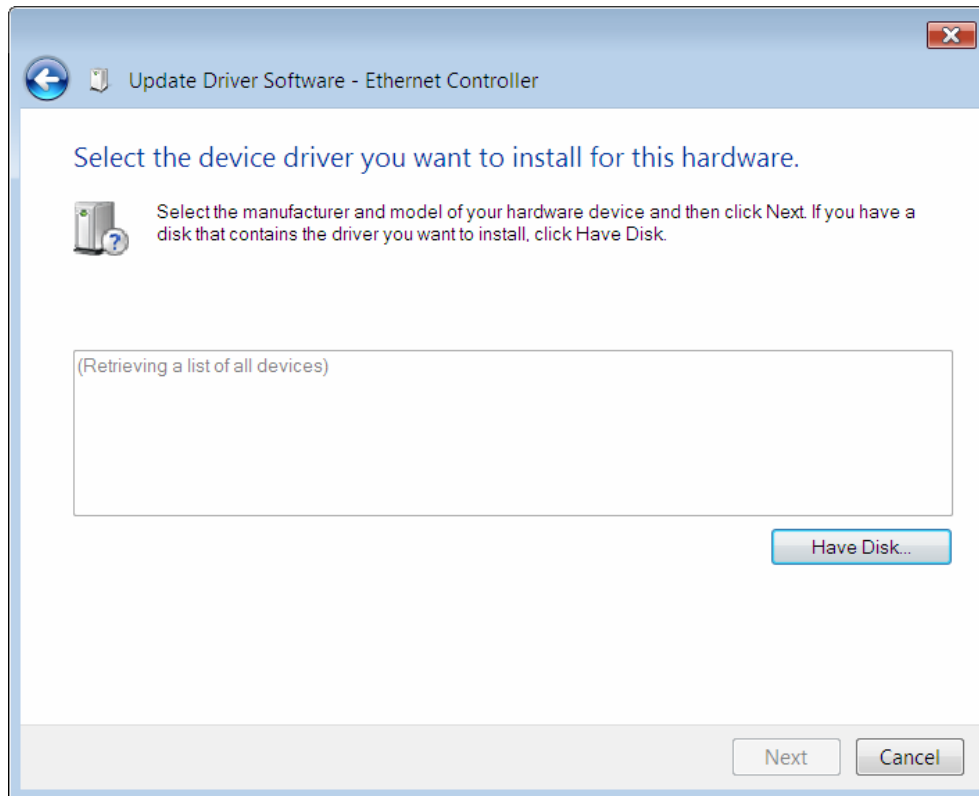 Update Driver Software - Ethernet Controller
Select the device driver you want to install for this hardware.
Select the manufacturer and model of your hardware device and then click Next. If you have a
disk that contains the driver you want to install, click Have Disk.
(Retrieving a list of all devices)
Have Disk...
Next
Cancel